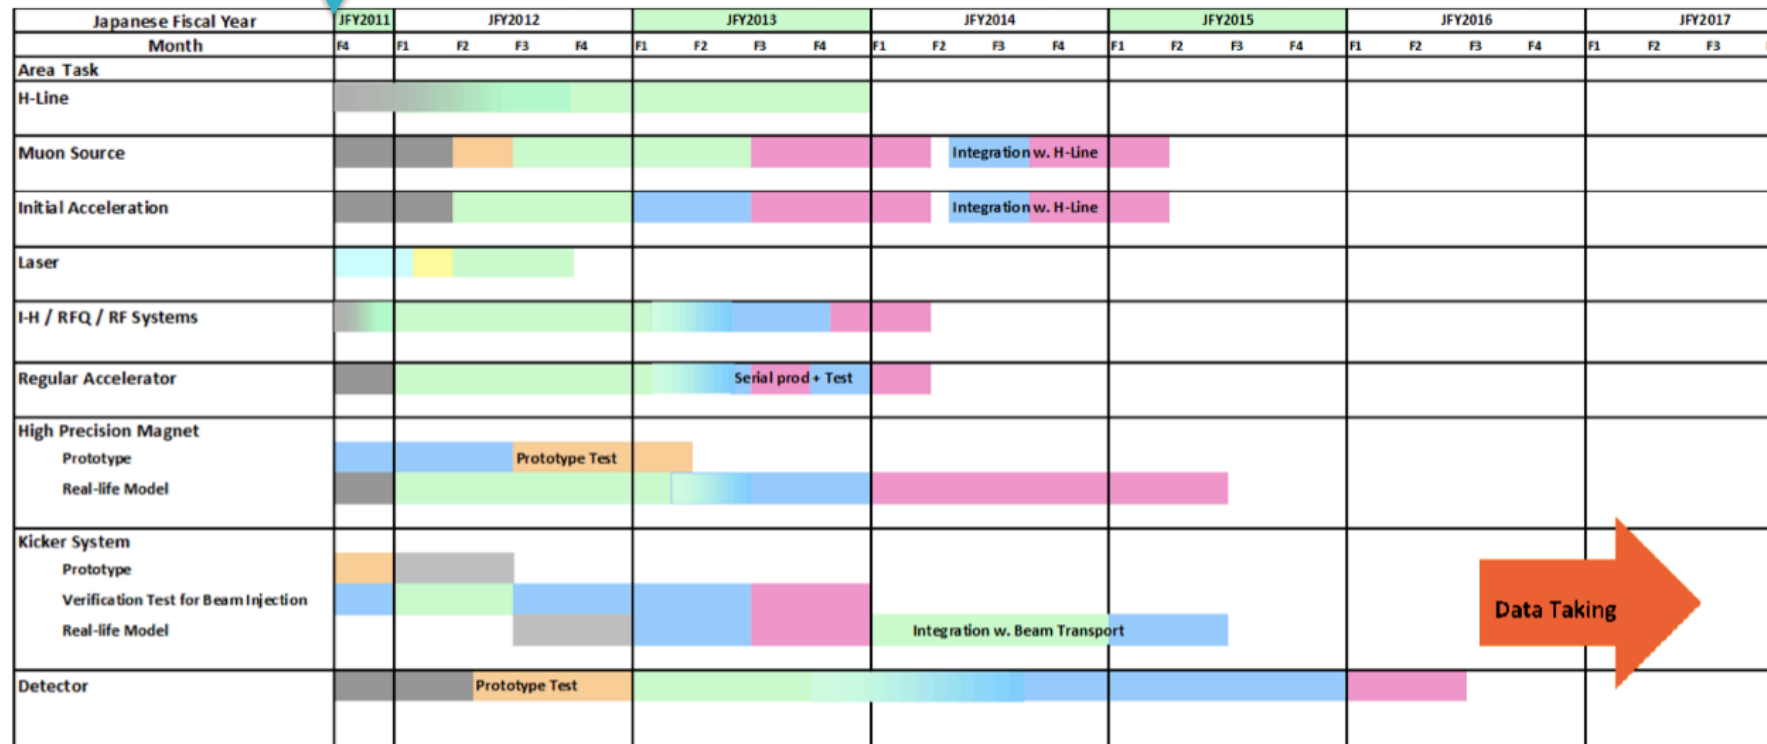 Japanese Fiscal Year JFY2011 JFY2012 JFY2013 JFY2014 JFY2015 JFY2016 JFY2017
Month F4 F1 F2 F3 F4 F1 F2 F3 F4 F1 F2 F3 F4 F1 F2 F3 F4 F1 F2 F3 F4 F1 F2 F3
Area Task
H-Line
Muon Source Integration w. H-Line
Initial Acceleration Integration w. H-Line
Laser
I-H / RFQ / RF Systems
Regular Accelerator Serial prod + Test
High Precision Magnet
Prototype Prototype Test
Real-life Model
Kicker System
Prototype
Verification Test for Beam Injection
Data Taking
Real-life Model Integration w. Beam Transport
Detector Prototype Test